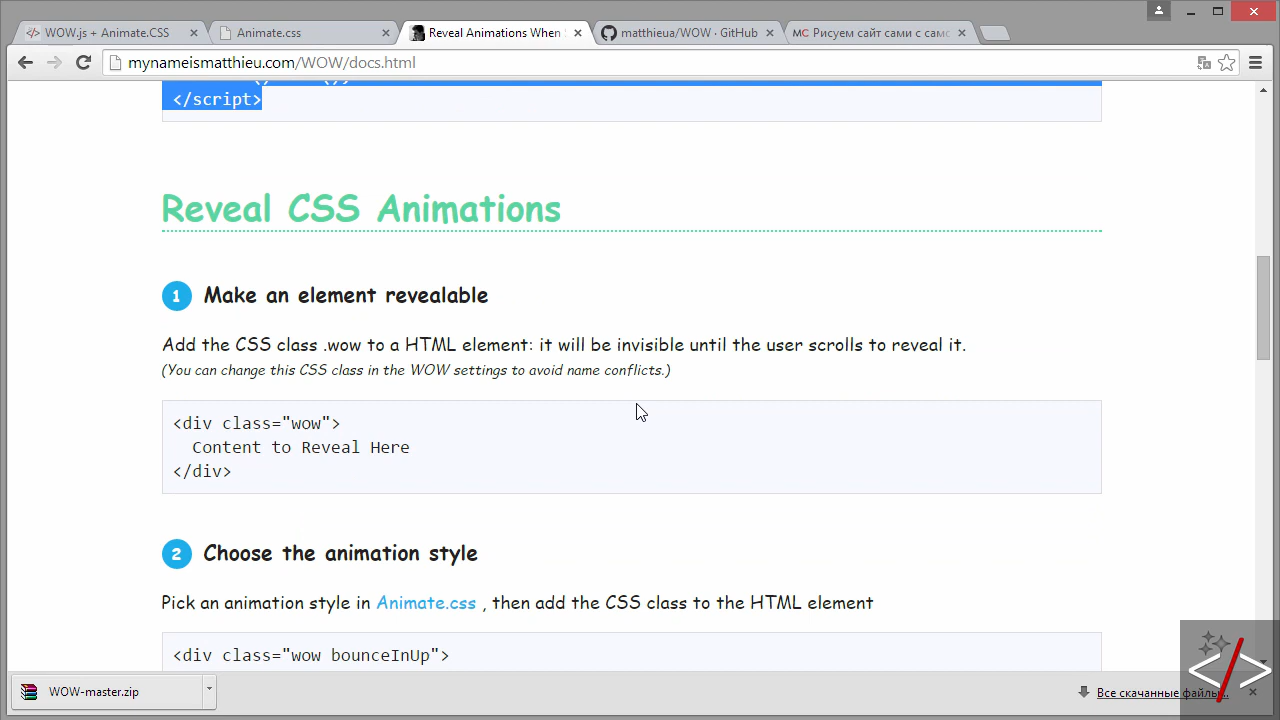 WOW.js + Animate.CSS
Animate.css
Reveal Animations When
matthieua/WOW · GitHub
MC Рисуем сайт сами с само
mynameismatthieu.com/WOW/docs.html
</script>
Reveal CSS Animations
1 Make an element revealable
Add the CSS class .wow to a HTML element: it will be invisible until the user scrolls to reveal it.
(You can change this CSS class in the WOW settings to avoid name conflicts.)
<div class="wow">
Content to Reveal Here
</div>
2 Choose the animation style
Pick an animation style in Animate.css , then add the CSS class to the HTML element
<div class="wow bounceInUp">
WOW-master.zip
Все скачанные файлы...
</>